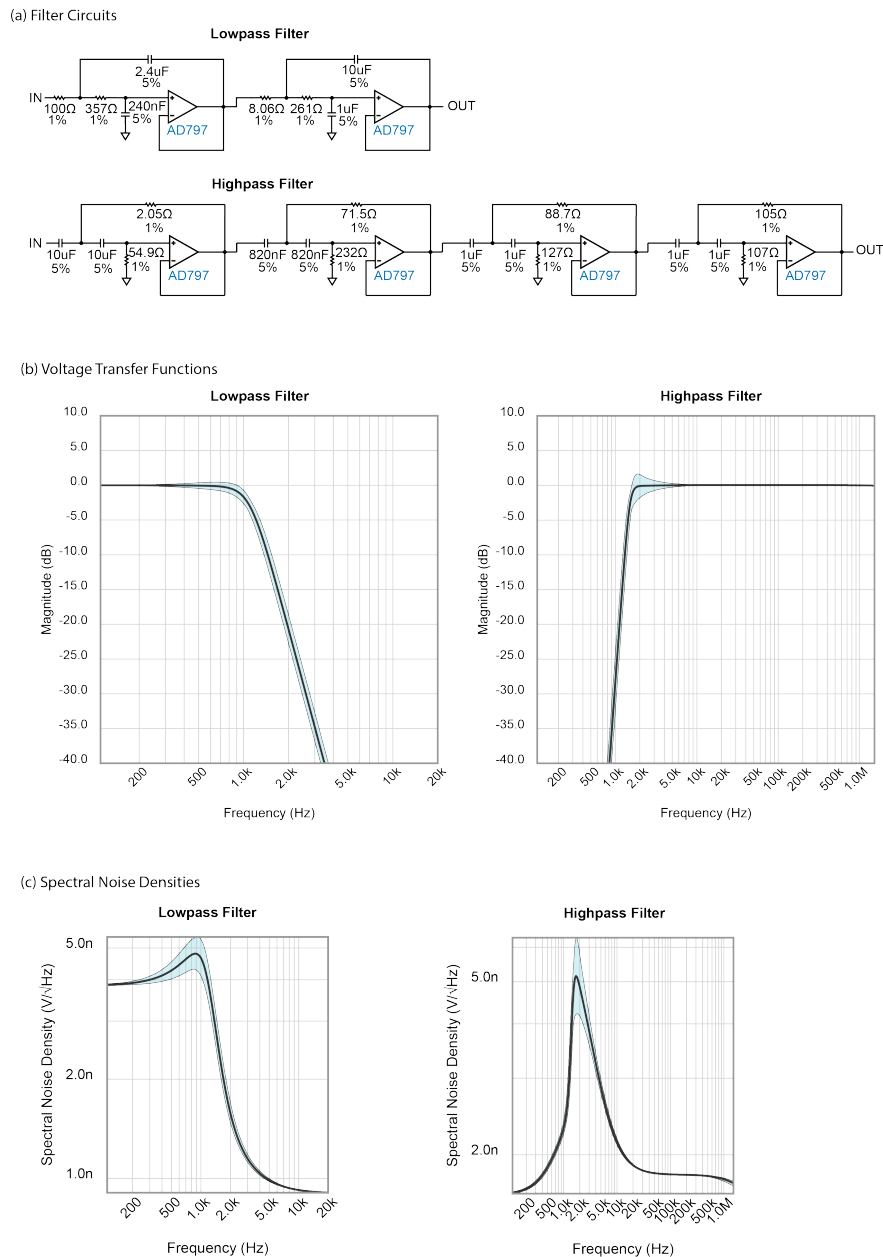 (a) Filter Circuits
Lowpass Filter
2.4uF
5%
10uF
5%
IN
100Ω
1%
357Ω
1%
240nF
5%
AD797
8.06Ω
1%
261Ω
1%
1uF
5%
AD797
OUT
Highpass Filter
2.05Ω
1%
71.5Ω
1%
88.7Ω
1%
105Ω
1%
IN
10uF
5%
10uF
5%
54.9Ω
1%
AD797
820nF
5%
820nF
5%
232Ω
1%
AD797
1uF
5%
1uF
5%
127Ω
1%
AD797
1uF
5%
1uF
5%
107Ω
1%
AD797
OUT
(b) Voltage Transfer Functions
Lowpass Filter
10.0
5.0
0.0
-5.0
-10.0
-15.0
-20.0
-25.0
-30.0
-35.0
-40.0
Magnitude (dB)
200 500 1.0k 2.0k 5.0k 10k 20k
Frequency (Hz)
Highpass Filter
10.0
5.0
0.0
-5.0
-10.0
-15.0
-20.0
-25.0
-30.0
-35.0
-40.0
Magnitude (dB)
200 500 1.0k 2.0k 5.0k 10k 20k 50k 100k 200k 500k 1.0M
Frequency (Hz)
(c) Spectral Noise Densities
Lowpass Filter
5.0n
2.0n
1.0n
Spectral Noise Density (V/√Hz)
200 500 1.0k 2.0k 5.0k 10k 20k
Frequency (Hz)
Highpass Filter
5.0n
2.0n
Spectral Noise Density (V/√Hz)
200 500 1.0k 2.0k 5.0k 10k 20k 50k 100k 200k 500k 1.0M
Frequency (Hz)